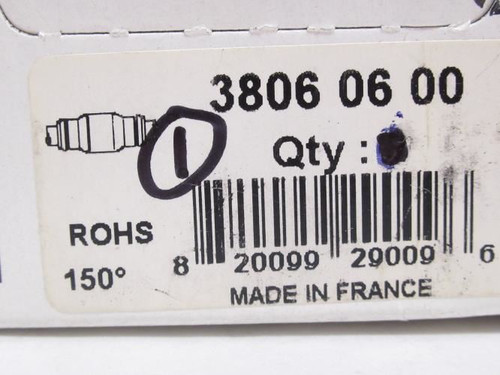 3806 06 00
1
Qty :
ROHS
150°
8 20099 29009 6
MADE IN FRANCE